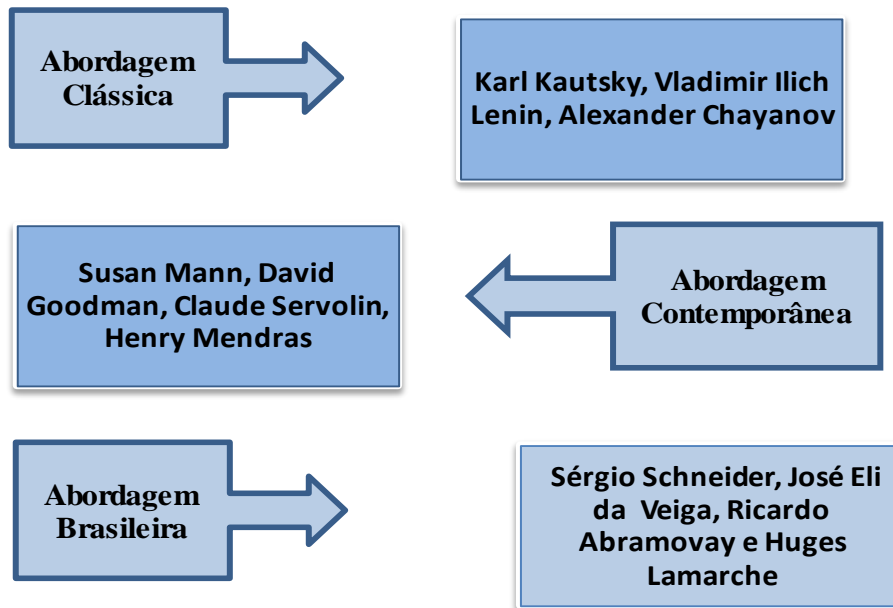 Abordagem
Clássica
Karl Kautsky, Vladimir Ilich
Lenin, Alexander Chayanov
Susan Mann, David
Goodman, Claude Servolin,
Henry Mendras
Abordagem
Contemporânea
Abordagem
Brasileira
Sérgio Schneider, José Eli
da Veiga, Ricardo
Abramovay e Huges
Lamarche